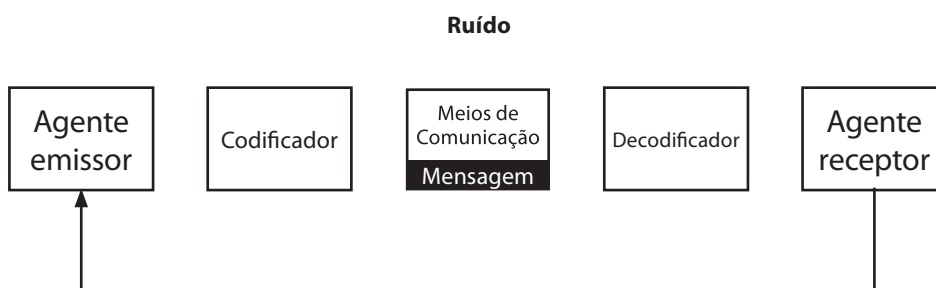 Ruído
Agente
emissor
Codificador
Meios de
Comunicação
Mensagem
Decodificador
Agente
receptor